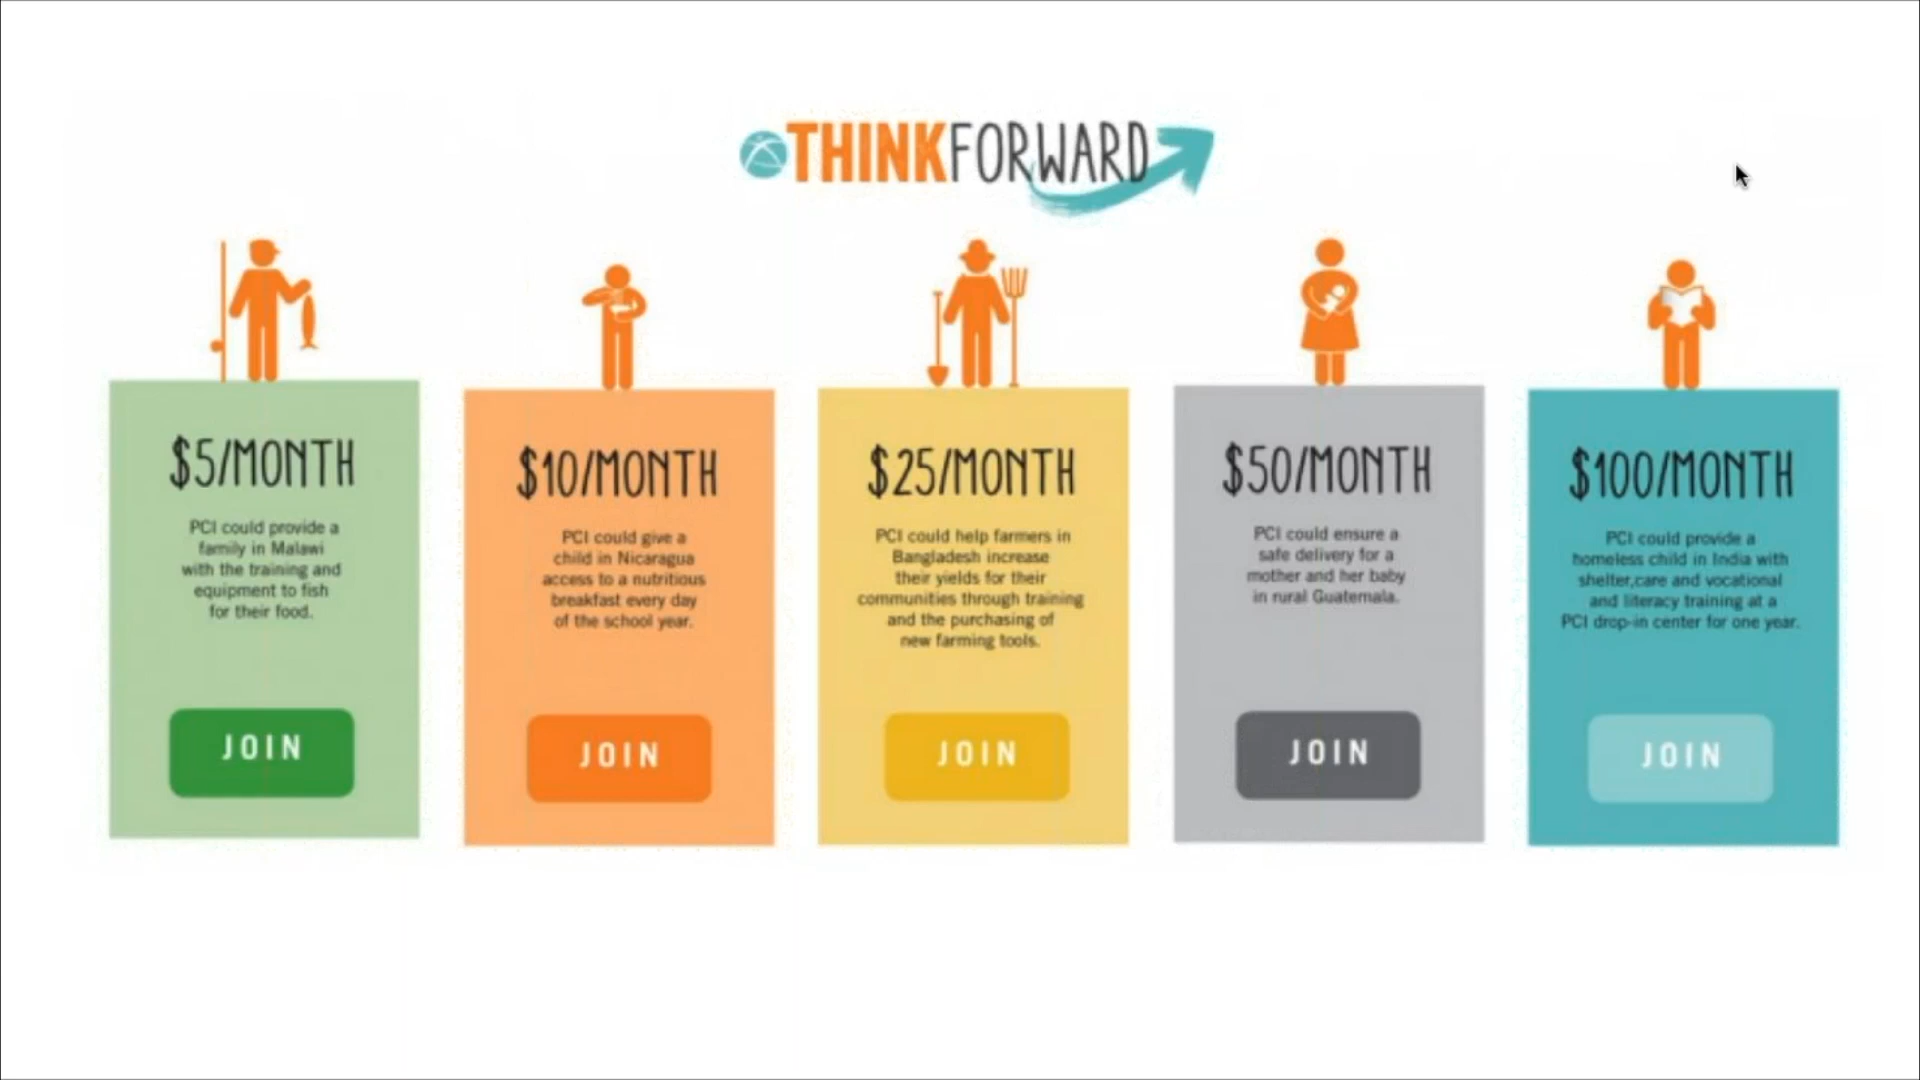 THINKFORWARD
$5/MONTH
PCI could provide a
family in Malawi
with the training and
equipment to fish
for their food.
JOIN
$10/MONTH
PCI could give a
child in Nicaragua
access to a nutritious
breakfast every day
of the school year.
JOIN
$25/MONTH
PCI could help farmers in
Bangladesh increase
their yields for their
communities through training
and the purchasing of
new farming tools.
JOIN
$50/MONTH
PCI could ensure a
safe delivery for a
mother and her baby
in rural Guatemala.
JOIN
$100/MONTH
PCI could provide a
homeless child in India with
shelter,care and vocational
and literacy training at a
PCI drop-in center for one year.
JOIN